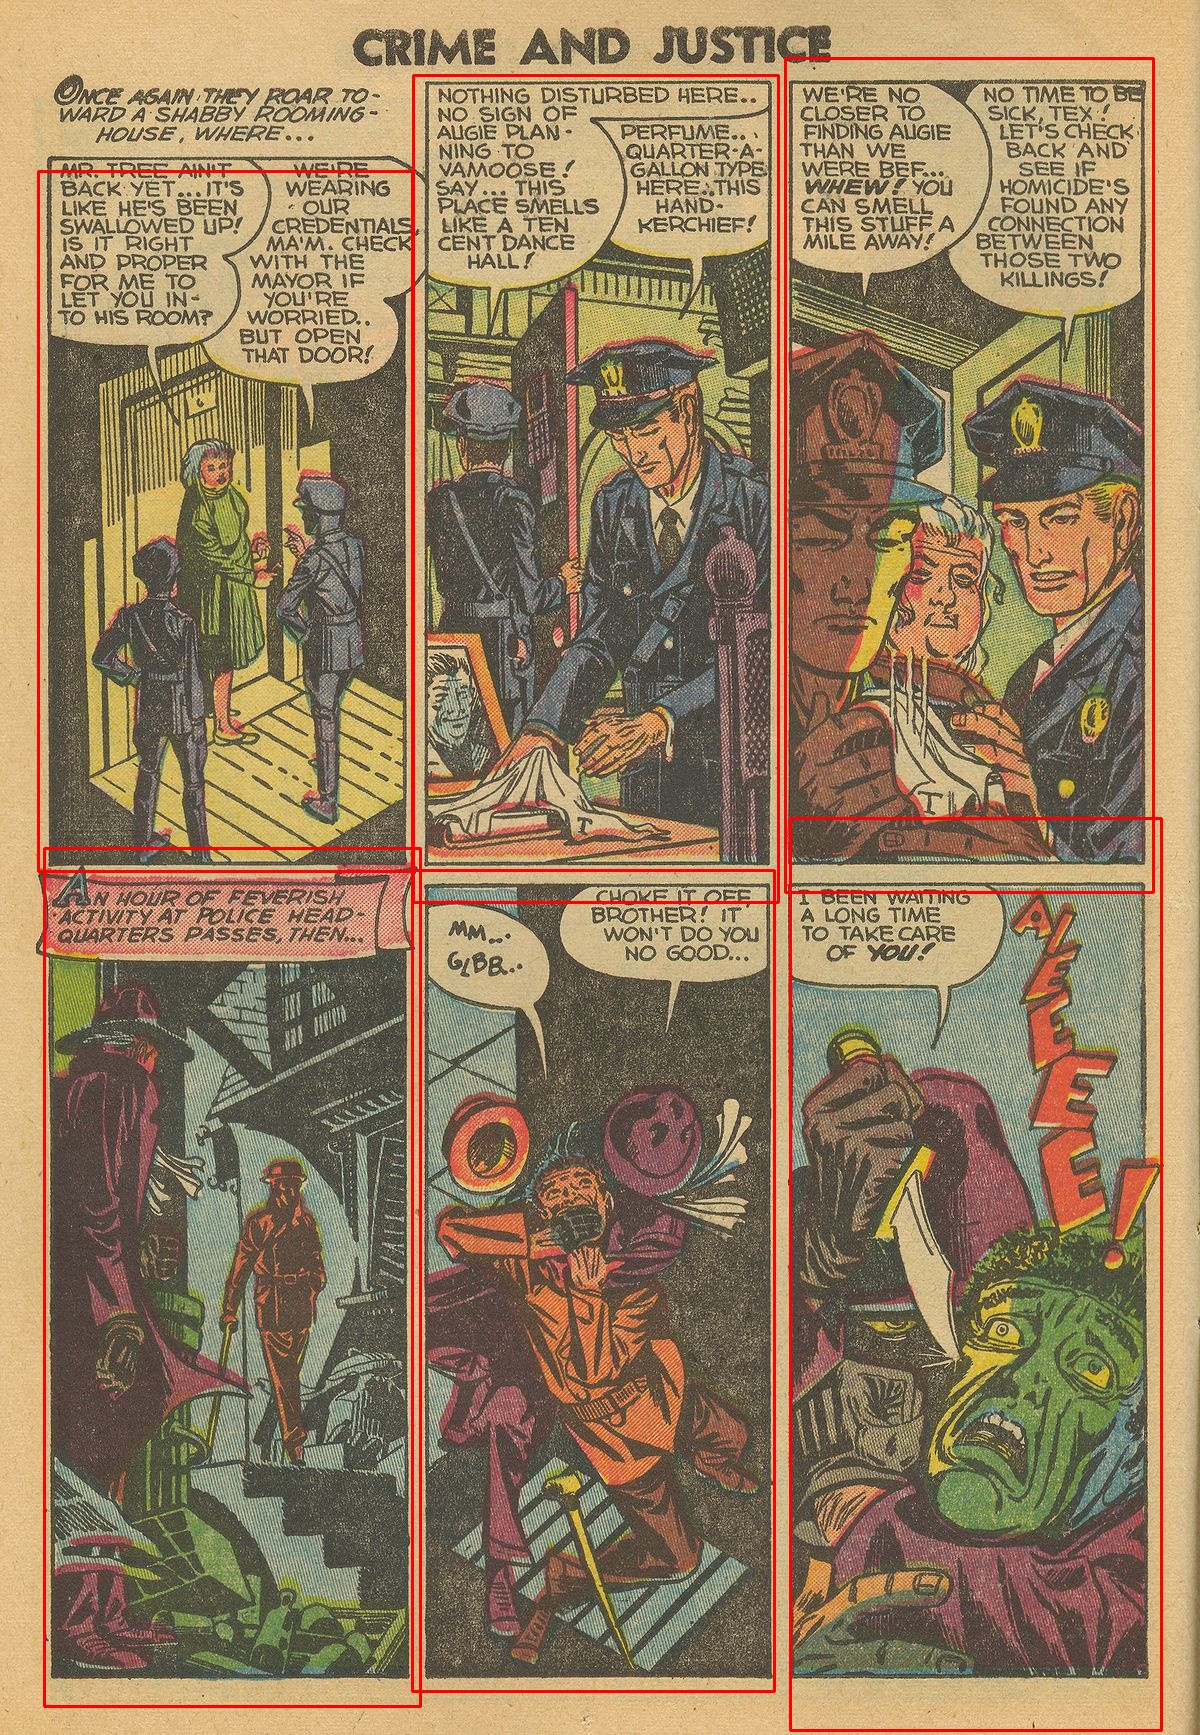 CRIME AND JUSTICE
ONCE AGAIN THEY ROAR TO-
WARD A SHABBY ROOMING-
HOUSE, WHERE...
MR. TREE AIN'T
BACK YET...IT'S
LIKE HE'S BEEN
SWALLOWED UP!
IS IT RIGHT
AND PROPER
FOR ME TO
LET YOU IN-
TO HIS ROOM?
WE'RE
WEARING
OUR
CREDENTIALS,
MA'M. CHECK
WITH THE
MAYOR IF
YOU'RE
WORRIED..
BUT OPEN
THAT DOOR!
6
NOTHING DISTURBED HERE..
NO SIGN OF
AUGIE PLAN-
NING TO
VAMOOSE!
SAY... THIS
PLACE SMELLS
LIKE A TEN
CENT DANCE
HALL!
PERFUME...
QUARTER-A-
GALLON TYPE
HERE..THIS
HAND-
KERCHIEF!
T
WE'RE NO
CLOSER TO
FINDING AUGIE
THAN WE
WERE BEF...
WHEW! YOU
CAN SMELL
THIS STUFF A
MILE AWAY!
NO TIME TO BE
SICK, TEX!
LET'S CHECK
BACK AND
SEE IF
HOMICIDE'S
FOUND ANY
CONNECTION
BETWEEN
THOSE TWO
KILLINGS!
T
AN HOUR OF FEVERISH
ACTIVITY AT POLICE HEAD-
QUARTERS PASSES, THEN...
MM...
GLBB..
CHOKE IT OFF,
BROTHER! IT
WON'T DO YOU
NO GOOD...
I BEEN WAITING
A LONG TIME
TO TAKE CARE
OF YOU!
AIEEEEE!